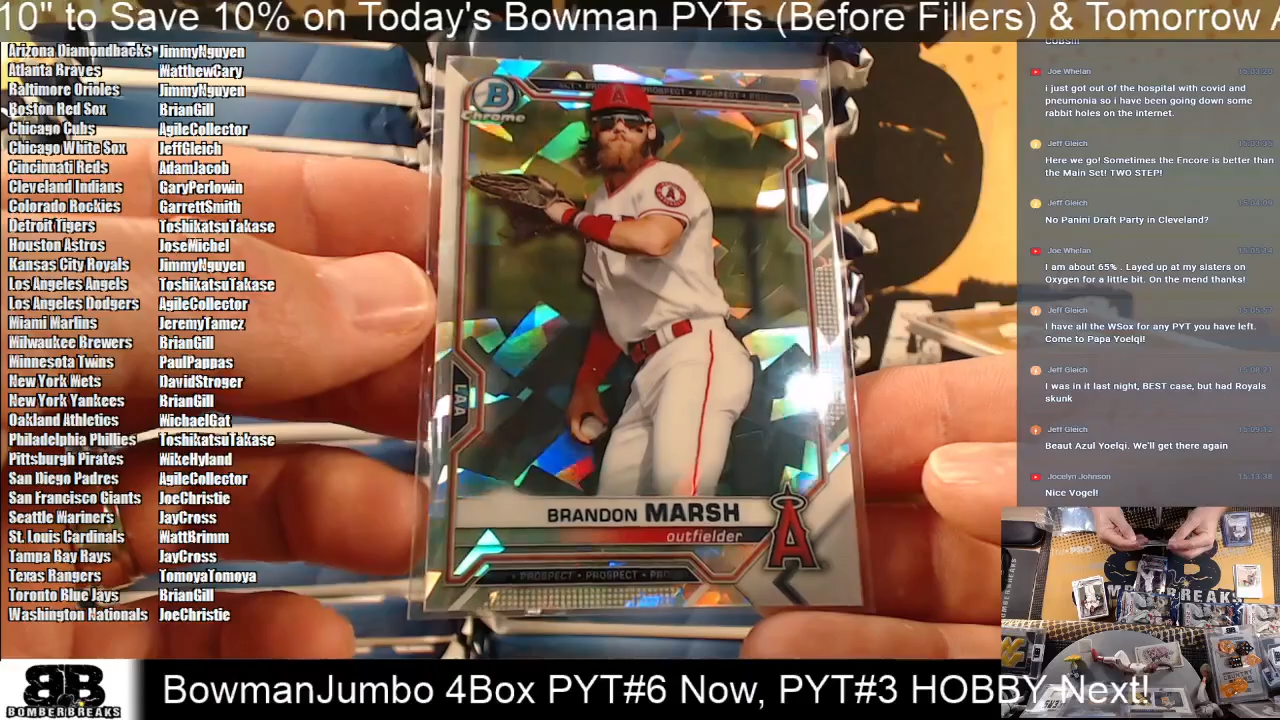 10" to Save 10% on Today's Bowman PYTs (Before Fillers) & Tomorrow A
Arizona Diamondbacks JimmyNguyen
Atlanta Braves MatthewCary
Baltimore Orioles JimmyNguyen
Boston Red Sox BrianGill
Chicago Cubs AgileCollector
Chicago White Sox JeffGleich
Cincinnati Reds AdamJacob
Cleveland Indians GaryPerlowin
Colorado Rockies GarrettSmith
Detroit Tigers ToshikatsuTakase
Houston Astros JoseMichel
Kansas City Royals JimmyNguyen
Los Angeles Angels ToshikatsuTakase
Los Angeles Dodgers AgileCollector
Miami Marlins JeremyTamez
Milwaukee Brewers BrianGill
Minnesota Twins PaulPappas
New York Mets DavidStroger
New York Yankees BrianGill
Oakland Athletics MichaelGat
Philadelphia Phillies ToshikatsuTakase
Pittsburgh Pirates MikeHyland
San Diego Padres AgileCollector
San Francisco Giants JoeChristie
Seattle Mariners JayCross
St. Louis Cardinals MattBrimm
Tampa Bay Rays JayCross
Texas Rangers TomoyaTomoya
Toronto Blue Jays BrianGill
Washington Nationals JoeChristie
B
Chrome
PROSPECT
A
LAA
BRANDON MARSH
outfielder
A
PROSPECT • PROSPECT
CUBS!!!
Joe Whelan
i just got out of the hospital with covid and
pneumonia so i have been going down some
rabbit holes on the internet.
Jeff Gleich
Here we go! Sometimes the Encore is better than
the Main Set! TWO STEP!
Jeff Gleich
No Panini Draft Party in Cleveland?
Joe Whelan
I am about 65% . Layed up at my sisters on
Oxygen for a little bit. On the mend thanks!
Jeff Gleich
I have all the WSox for any PYT you have left.
Come to Papa Yoelqi!
Jeff Gleich
I was in it last night, BEST case, but had Royals
skunk
Jeff Gleich
Beaut Azul Yoelqi. We'll get there again
Jocelyn Johnson
Nice Vogel!
BB
BOMBERBREAKS
BowmanJumbo 4Box PYT#6 Now, PYT#3 HOBBY Next!